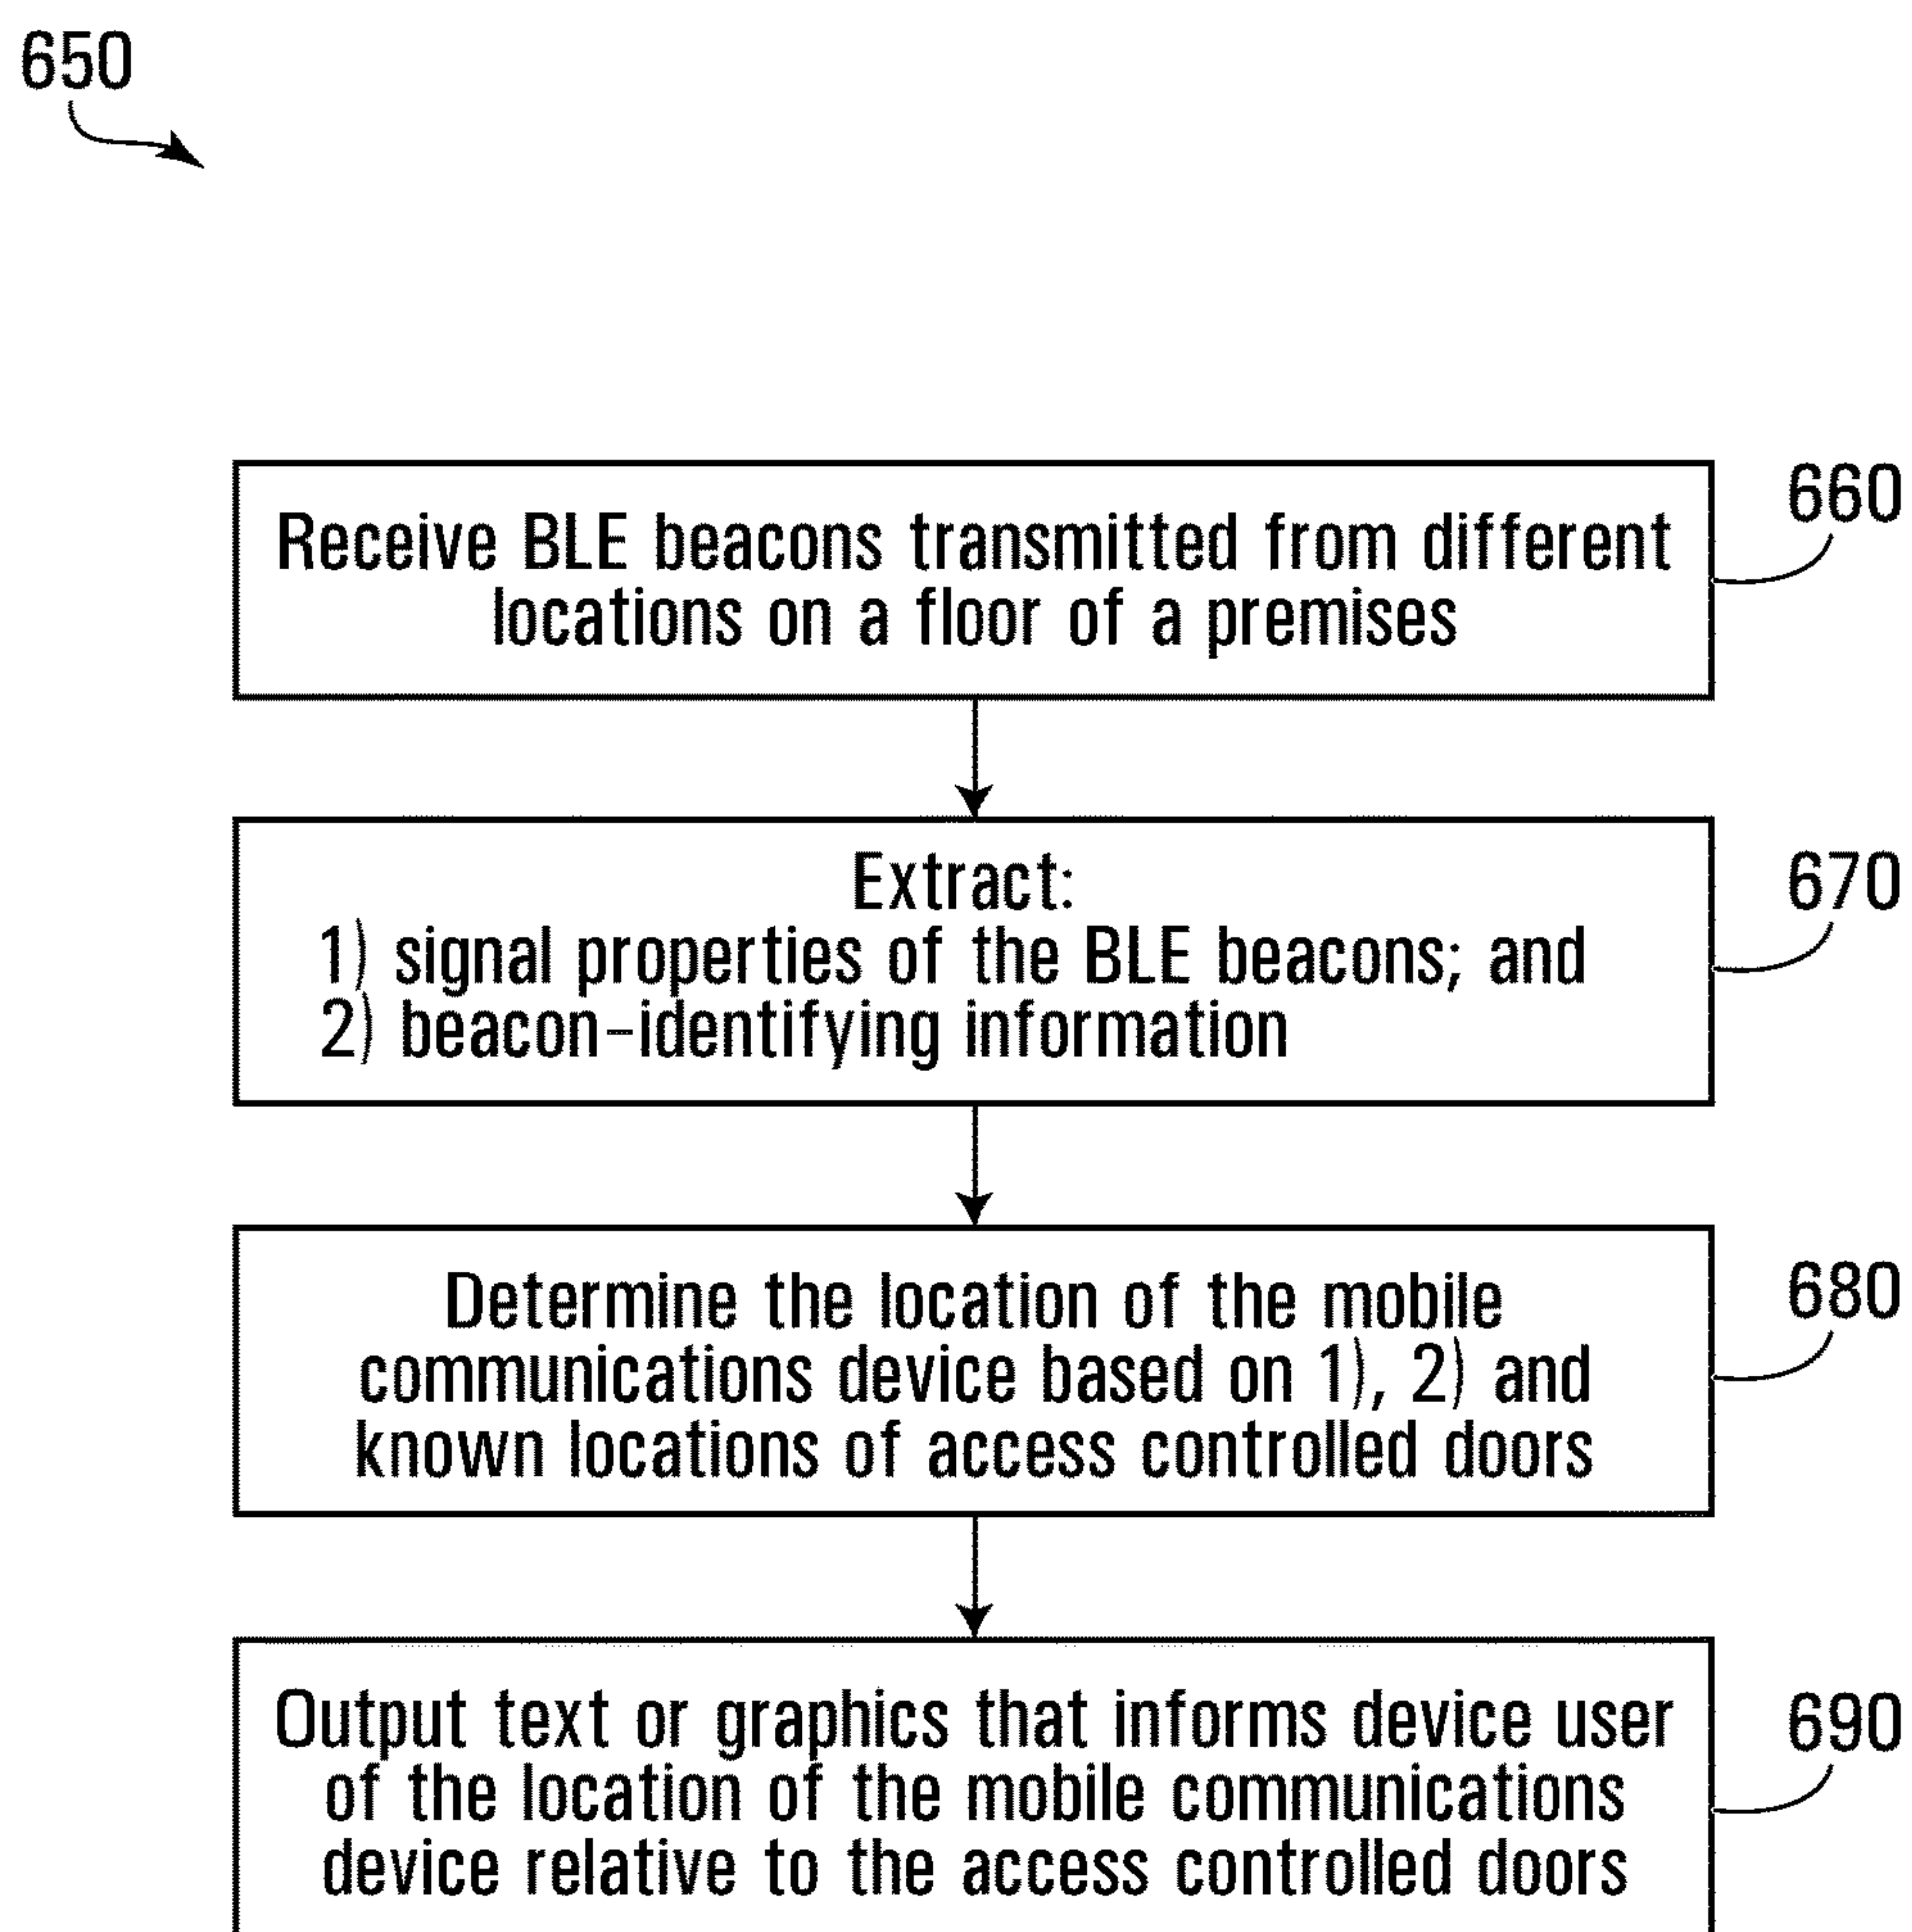 650
Receive BLE beacons transmitted from different
locations on a floor of a premises
660
Extract:
1) signal properties of the BLE beacons; and
2) beacon-identifying information
670
Determine the location of the mobile
communications device based on 1), 2) and
known locations of access controlled doors
680
Output text or graphics that informs device user
of the location of the mobile communications
device relative to the access controlled doors
690